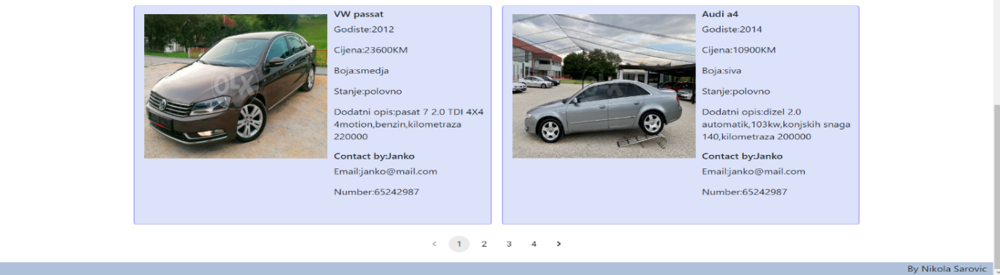 VW passat
Godiste:2012
Cijena:23600KM
Boja:smedja
Stanje:polovno
Dodatni opis:pasat 7 2.0 TDI 4X4
4motion,benzin,kilometraza
220000
Contact by:Janko
Email:janko@mail.com
Number:65242987
OLX
Audi a4
Godiste:2014
Cijena:10900KM
Boja:siva
Stanje:polovno
Dodatni opis:dizel 2.0
automatik,103kw,konjskih snaga
140,kilometraza 200000
Contact by:Janko
Email:janko@mail.com
Number:65242987
OLX
< 1 2 3 4 >
By Nikola Sarovic